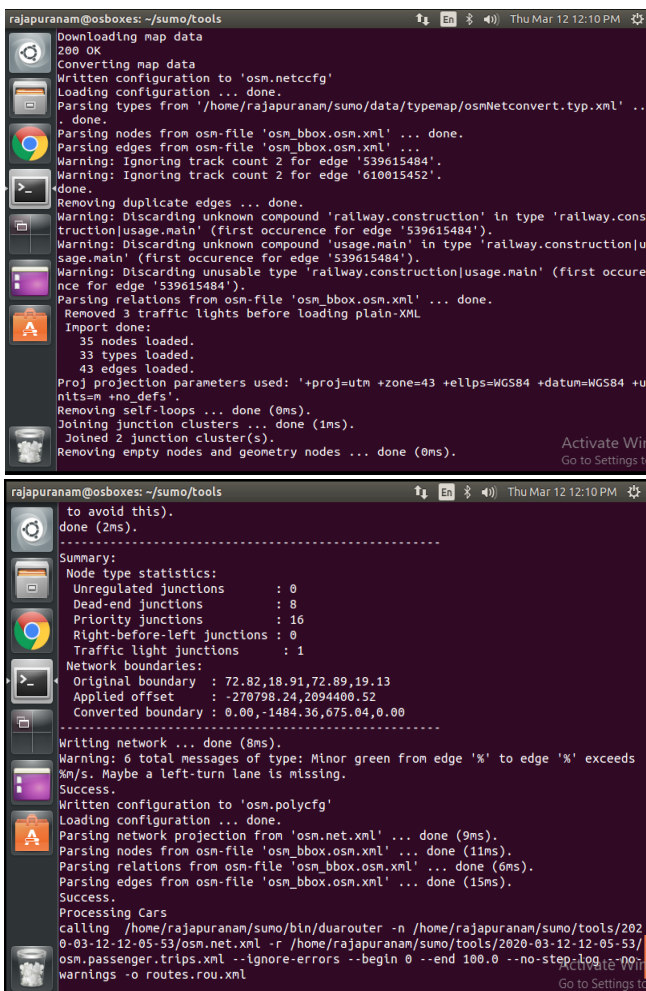 rajapuranam@osboxes: ~/sumo/tools En Thu Mar 12 12:10 PM
Downloading map data
200 OK
Converting map data
Written configuration to 'osm.netccfg'
Loading configuration ... done.
Parsing types from '/home/rajapuranam/sumo/data/typemap/osmNetconvert.typ.xml' ..
. done.
Parsing nodes from osm-file 'osm_bbox.osm.xml' ... done.
Parsing edges from osm-file 'osm_bbox.osm.xml' ...
Warning: Ignoring track count 2 for edge '539615484'.
Warning: Ignoring track count 2 for edge '610015452'.
done.
Removing duplicate edges ... done.
Warning: Discarding unknown compound 'railway.construction' in type 'railway.cons
truction|usage.main' (first occurence for edge '539615484').
Warning: Discarding unknown compound 'usage.main' in type 'railway.construction|u
sage.main' (first occurence for edge '539615484').
Warning: Discarding unusable type 'railway.construction|usage.main' (first occure
nce for edge '539615484').
Parsing relations from osm-file 'osm_bbox.osm.xml' ... done.
Removed 3 traffic lights before loading plain-XML
Import done:
35 nodes loaded.
33 types loaded.
43 edges loaded.
Proj projection parameters used: '+proj=utm +zone=43 +ellps=WGS84 +datum=WGS84 +u
nits=m +no_defs'.
Removing self-loops ... done (0ms).
Joining junction clusters ... done (1ms).
Joined 2 junction cluster(s).
Removing empty nodes and geometry nodes ... done (0ms).
Activate Win
Go to Settings t
rajapuranam@osboxes: ~/sumo/tools En Thu Mar 12 12:10 PM
to avoid this).
done (2ms).
-----------------------------------------------------
Summary:
Node type statistics:
Unregulated junctions : 0
Dead-end junctions : 8
Priority junctions : 16
Right-before-left junctions : 0
Traffic light junctions : 1
Network boundaries:
Original boundary : 72.82,18.91,72.89,19.13
Applied offset : -270798.24,2094400.52
Converted boundary : 0.00,-1484.36,675.04,0.00
-----------------------------------------------------
Writing network ... done (8ms).
Warning: 6 total messages of type: Minor green from edge '%' to edge '%' exceeds
%m/s. Maybe a left-turn lane is missing.
Success.
Written configuration to 'osm.polycfg'
Loading configuration ... done.
Parsing network projection from 'osm.net.xml' ... done (9ms).
Parsing nodes from osm-file 'osm_bbox.osm.xml' ... done (11ms).
Parsing relations from osm-file 'osm_bbox.osm.xml' ... done (6ms).
Parsing edges from osm-file 'osm_bbox.osm.xml' ... done (15ms).
Success.
Processing Cars
calling /home/rajapuranam/sumo/bin/duarouter -n /home/rajapuranam/sumo/tools/202
0-03-12-12-05-53/osm.net.xml -r /home/rajapuranam/sumo/tools/2020-03-12-12-05-53/
osm.passenger.trips.xml --ignore-errors --begin 0 --end 100.0 --no-step-log --no-
warnings -o routes.rou.xml
Activate Win
Go to Settings to